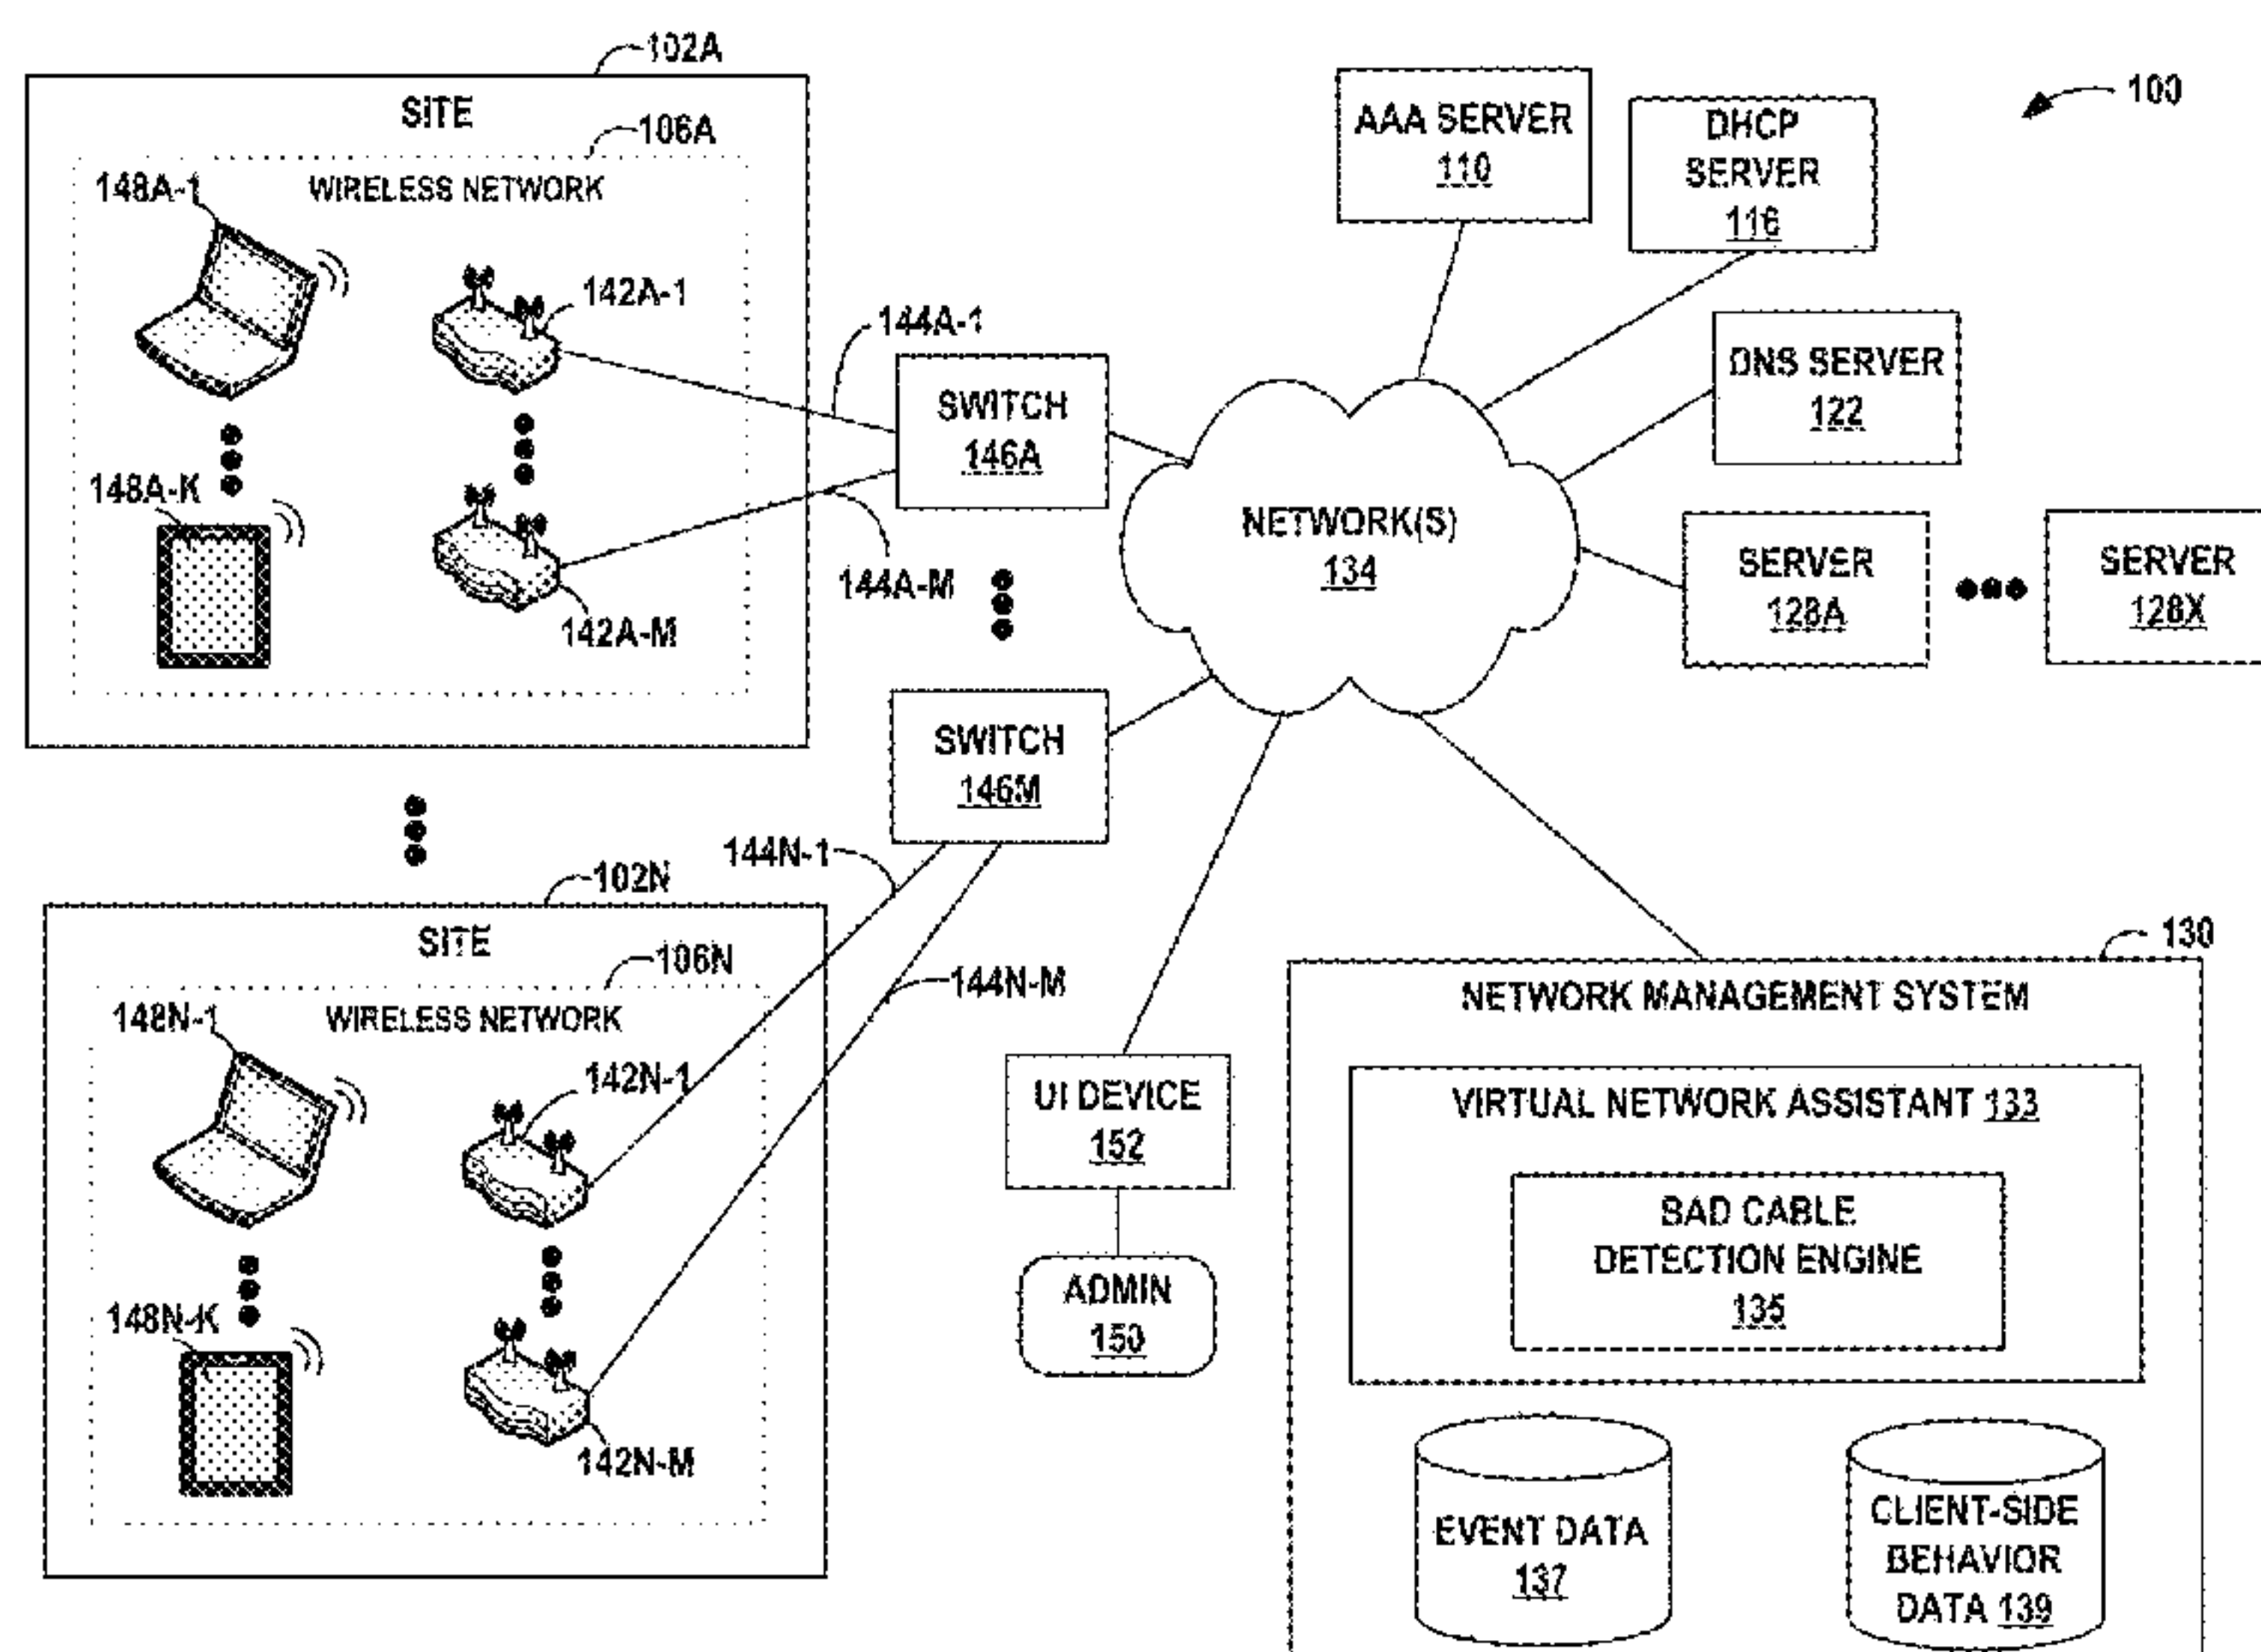 102A
SITE
106A
148A-1
WIRELESS NETWORK
142A-1
148A-K
142A-M
144A-1
SWITCH
146A
144A-M
AAA SERVER
110
DHCP
SERVER
116
100
DNS SERVER
122
NETWORK(S)
134
SERVER
128A
SERVER
128X
SWITCH
146M
144N-1
144N-M
102N
SITE
106N
148N-1
WIRELESS NETWORK
142N-1
148N-K
142N-M
UI DEVICE
152
ADMIN
150
130
NETWORK MANAGEMENT SYSTEM
VIRTUAL NETWORK ASSISTANT 133
BAD CABLE
DETECTION ENGINE
135
EVENT DATA
137
CLIENT-SIDE
BEHAVIOR
DATA 139